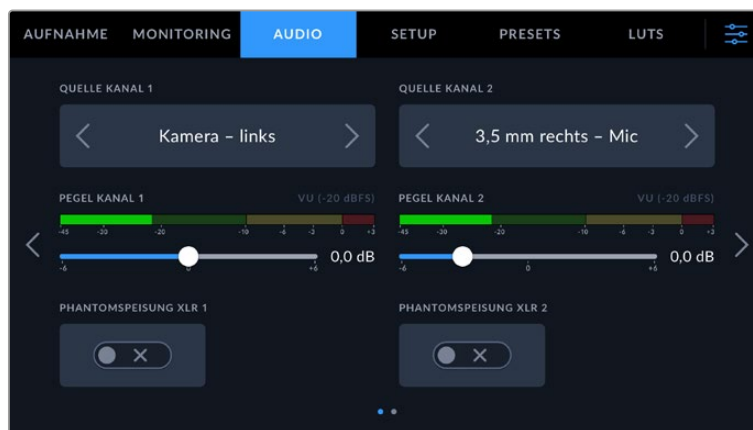 AUFNAHME MONITORING AUDIO SETUP PRESETS LUTS
QUELLE KANAL 1 QUELLE KANAL 2
Kamera – links 3,5 mm rechts – Mic
PEGEL KANAL 1 VU (-20 dBFS) PEGEL KANAL 2 VU (-20 dBFS)
-45 -30 -20 -10 -6 -3 0 +3 -45 -30 -20 -10 -6 -3 0 +3
0,0 dB 0,0 dB
-6 0 +6 -6 0 +6
PHANTOMSPEISUNG XLR 1 PHANTOMSPEISUNG XLR 2